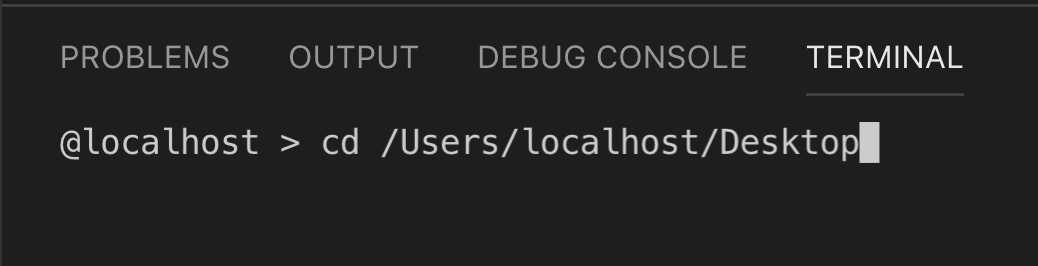 PROBLEMS OUTPUT DEBUG CONSOLE TERMINAL
@localhost > cd /Users/localhost/Desktop